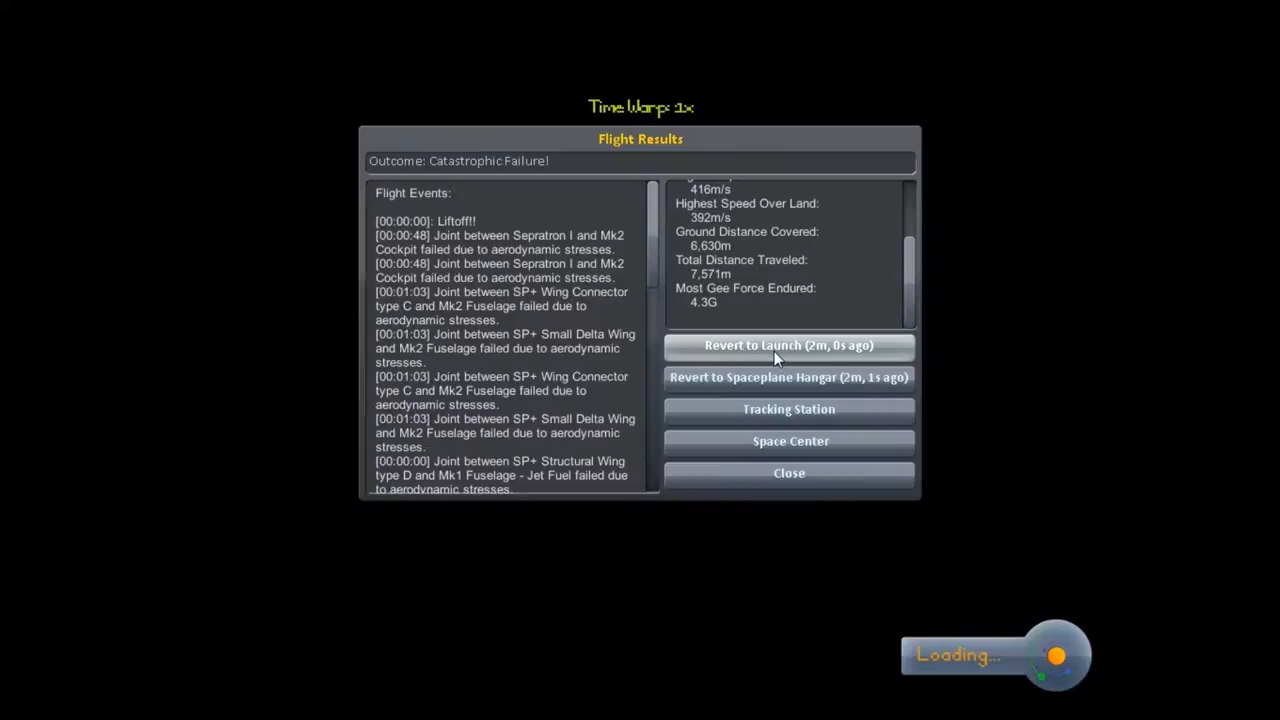 Time Warp: 1x
Flight Results
Outcome: Catastrophic Failure!
Flight Events:
[00:00:00]: Liftoff!!
[00:00:48] Joint between Sepratron I and Mk2
Cockpit failed due to aerodynamic stresses.
[00:00:48] Joint between Sepratron I and Mk2
Cockpit failed due to aerodynamic stresses.
[00:01:03] Joint between SP+ Wing Connector
type C and Mk2 Fuselage failed due to
aerodynamic stresses.
[00:01:03] Joint between SP+ Small Delta Wing
and Mk2 Fuselage failed due to aerodynamic
stresses.
[00:01:03] Joint between SP+ Wing Connector
type C and Mk2 Fuselage failed due to
aerodynamic stresses.
[00:01:03] Joint between SP+ Small Delta Wing
and Mk2 Fuselage failed due to aerodynamic
stresses.
[00:00:00] Joint between SP+ Structural Wing
type D and Mk1 Fuselage - Jet Fuel failed due
to aerodynamic stresses.
416m/s
Highest Speed Over Land:
392m/s
Ground Distance Covered:
6,630m
Total Distance Traveled:
7,571m
Most Gee Force Endured:
4.3G
Revert to Launch (2m, 0s ago)
Revert to Spaceplane Hangar (2m, 1s ago)
Tracking Station
Space Center
Close
Loading...